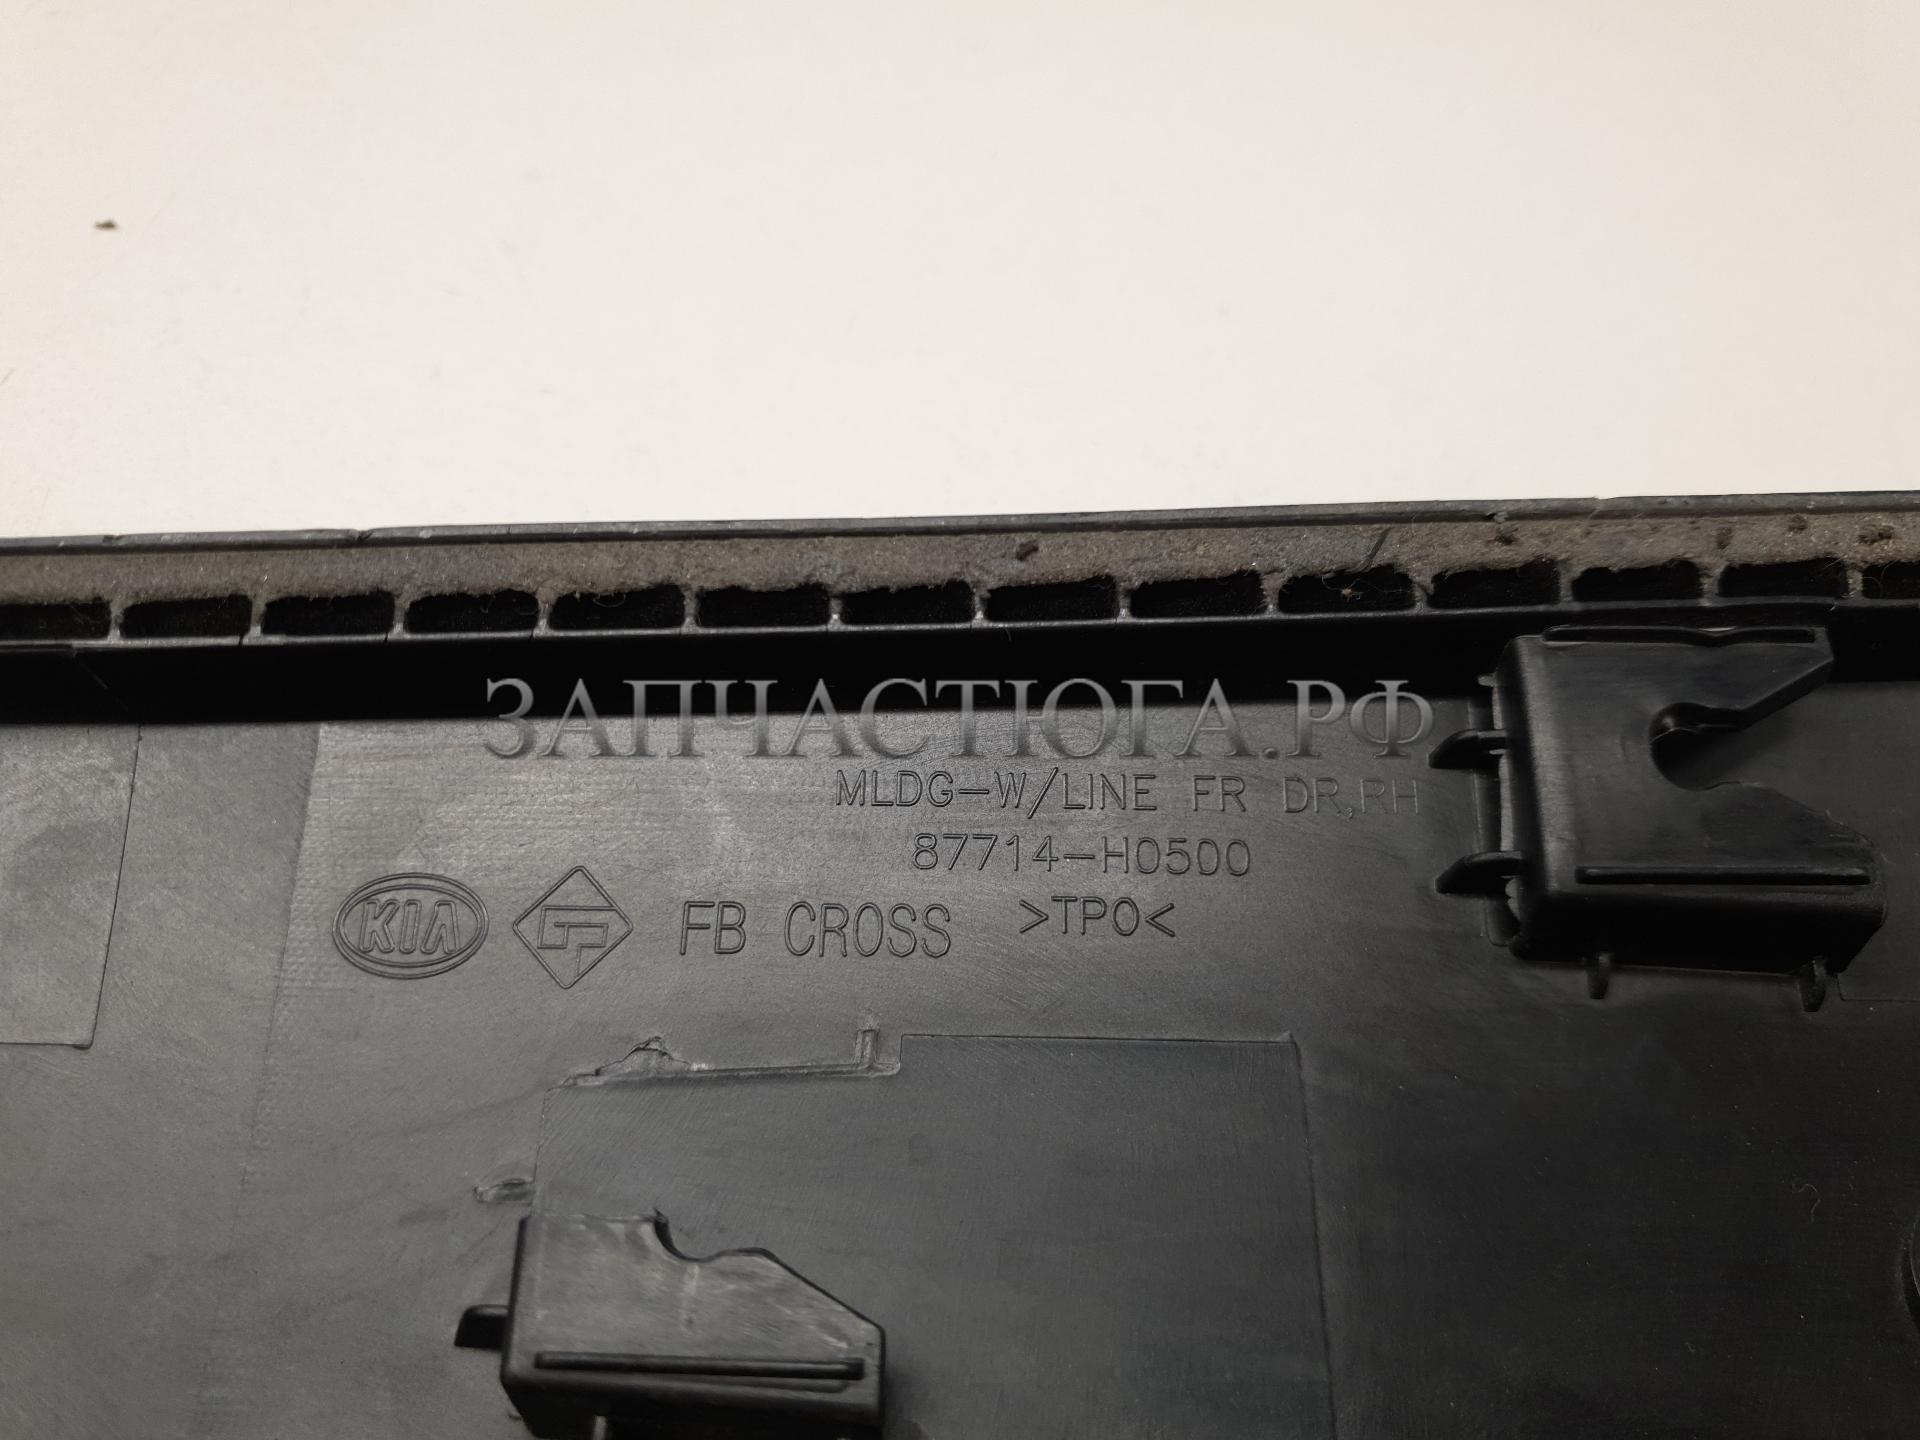 ЗАПЧАСТЮГА.РФ
MLDG-W/LINE FR DR,RH
87714-H0500
KIA FB CROSS >TPO<